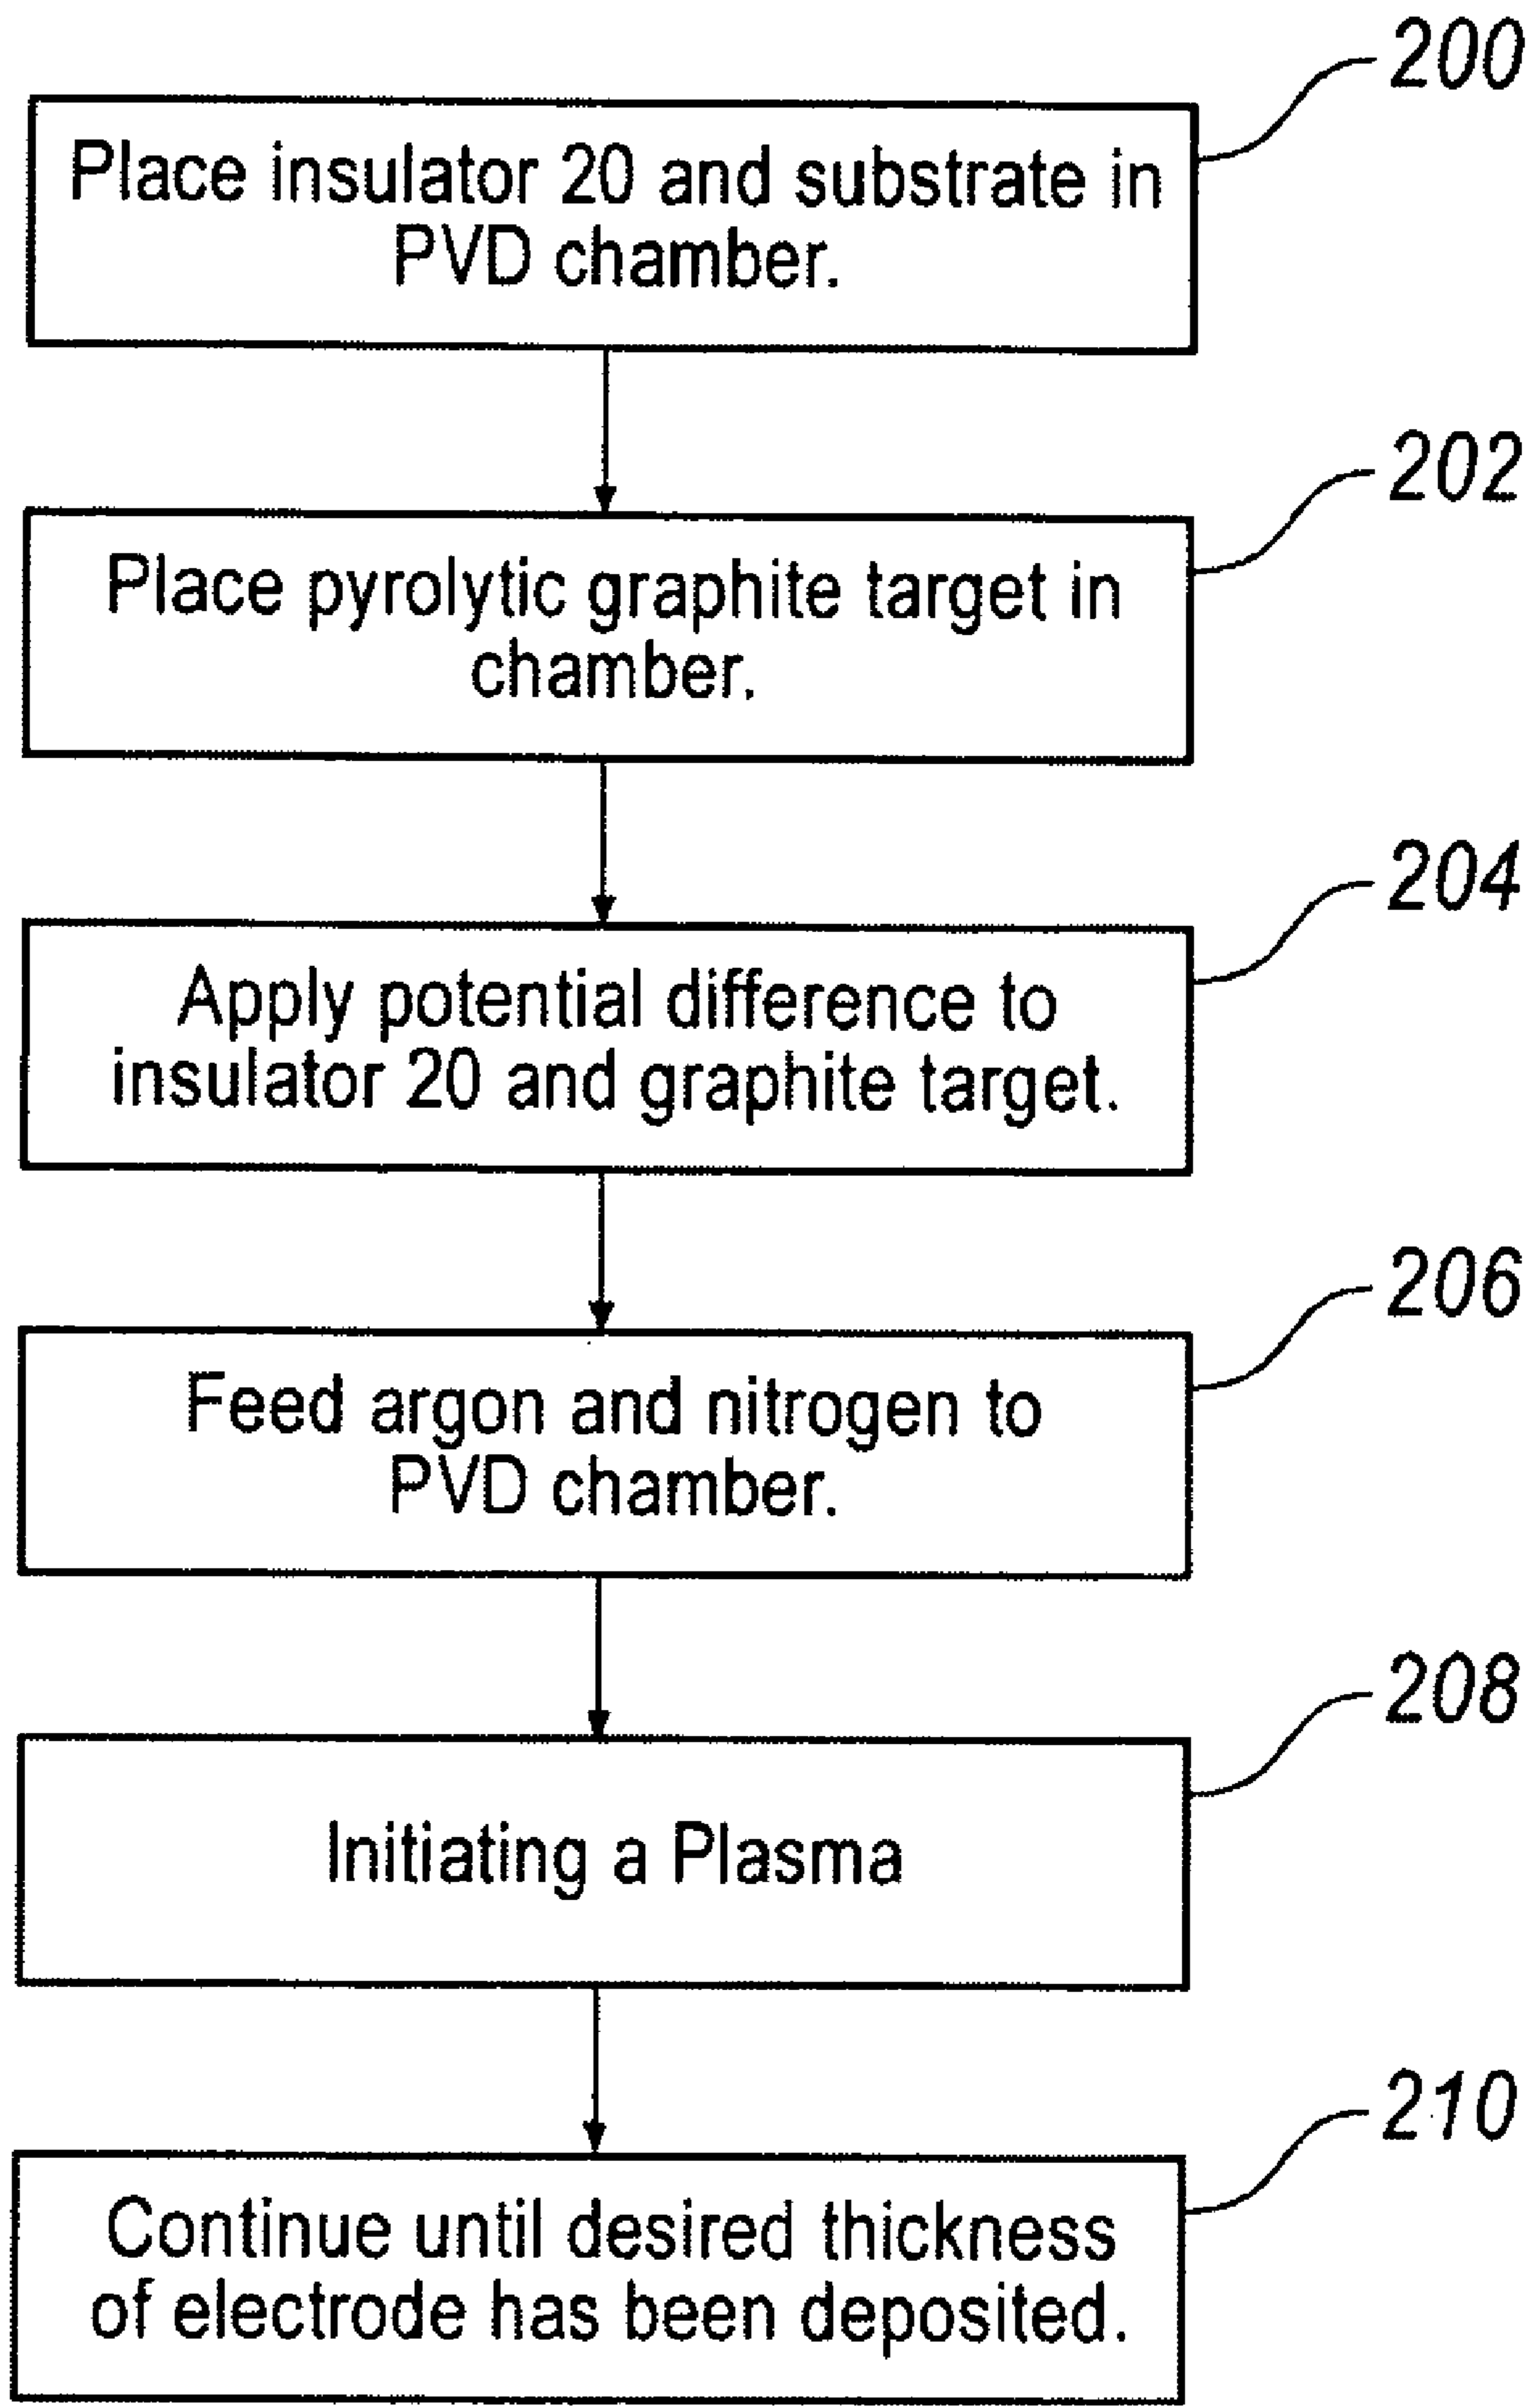 200
Place insulator 20 and substrate in
PVD chamber.
202
Place pyrolytic graphite target in
chamber.
204
Apply potential difference to
insulator 20 and graphite target.
206
Feed argon and nitrogen to
PVD chamber.
208
Initiating a Plasma
210
Continue until desired thickness
of electrode has been deposited.